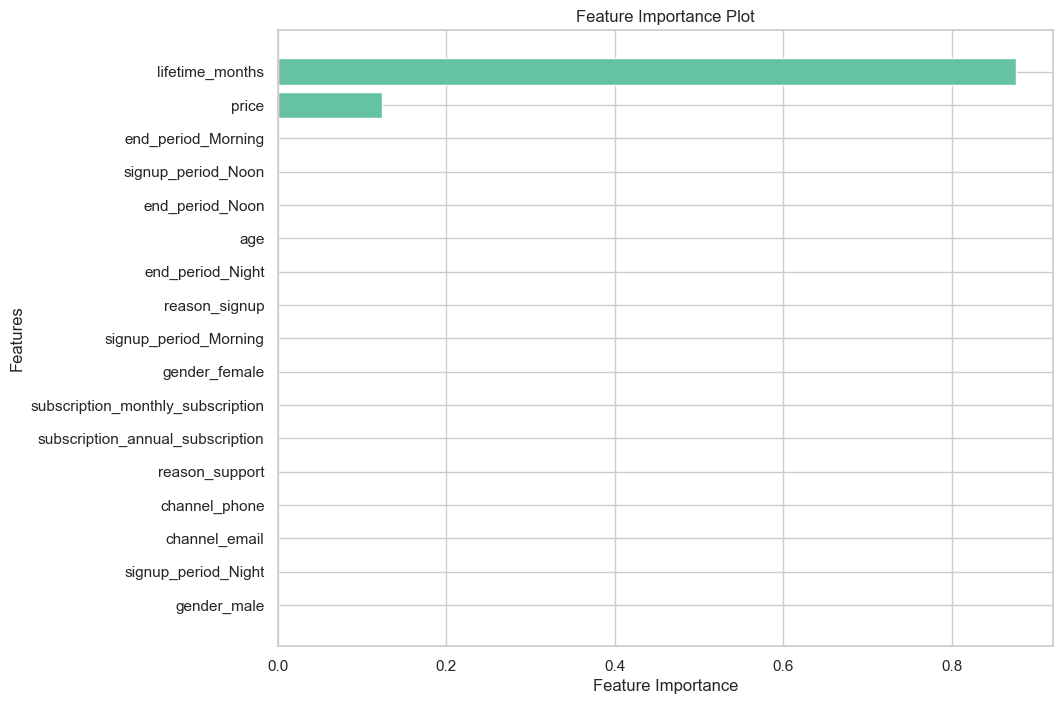 Feature Importance Plot
lifetime_months
price
end_period_Morning
signup_period_Noon
end_period_Noon
age
end_period_Night
reason_signup
signup_period_Morning
gender_female
subscription_monthly_subscription
subscription_annual_subscription
reason_support
channel_phone
channel_email
signup_period_Night
gender_male
Features
0.0 0.2 0.4 0.6 0.8
Feature Importance